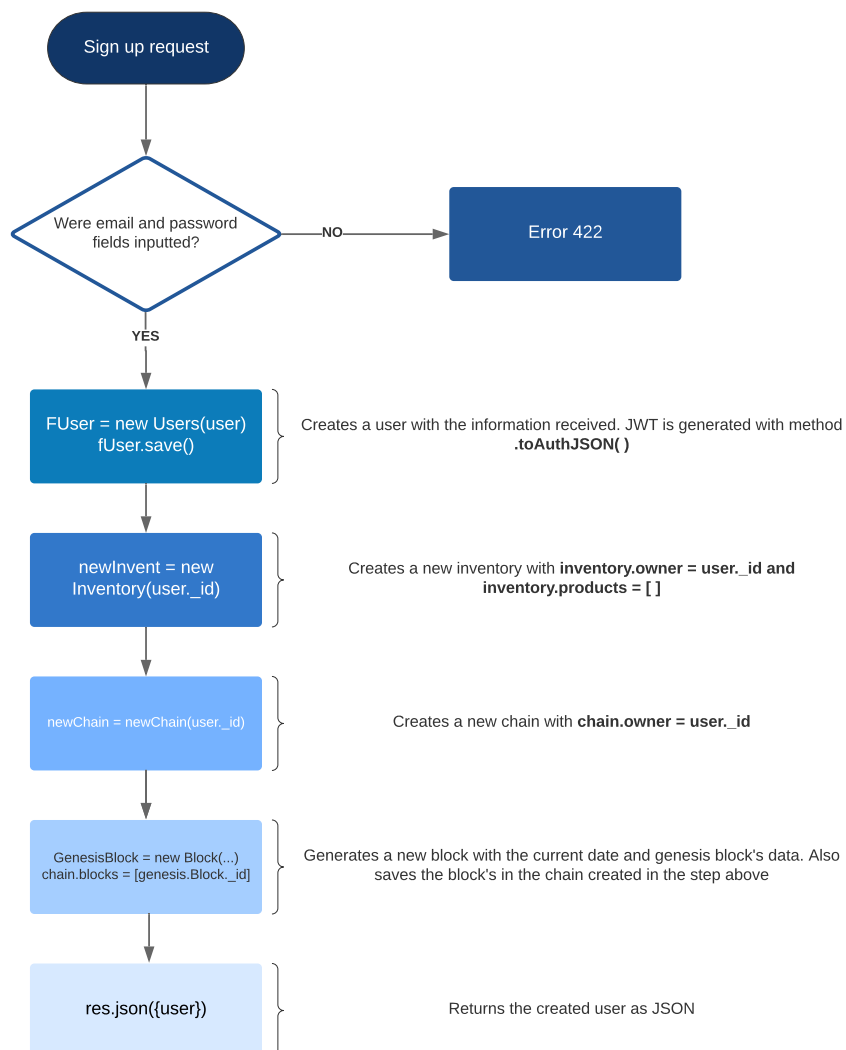 Sign up request
Were email and password
fields inputted?
NO
Error 422
YES
FUser = new Users(user)
fUser.save()
Creates a user with the information received. JWT is generated with method
.toAuthJSON( )
newInvent = new
Inventory(user._id)
Creates a new inventory with inventory.owner = user._id and
inventory.products = [ ]
newChain = newChain(user._id)
Creates a new chain with chain.owner = user._id
GenesisBlock = new Block(...)
chain.blocks = [genesis.Block._id]
Generates a new block with the current date and genesis block's data. Also
saves the block's in the chain created in the step above
res.json({user})
Returns the created user as JSON